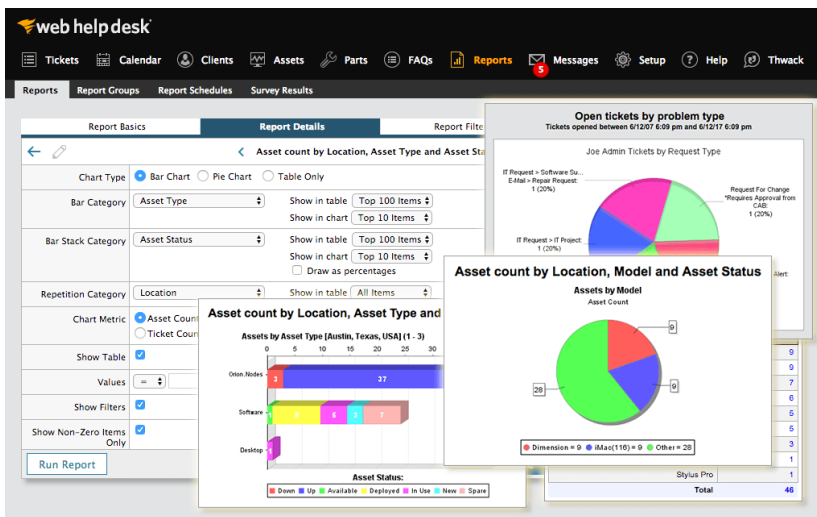 web help desk
Tickets Calendar Clients Assets Parts FAQs Reports Messages Setup Help Thwack
5
Reports Report Groups Report Schedules Survey Results
Report Basics Report Details Report Filte
Asset count by Location, Asset Type and Asset Sta
Chart Type Bar Chart Pie Chart Table Only
Bar Category Asset Type Show in table Top 100 Items
Show in chart Top 10 Items
Bar Stack Category Asset Status Show in table Top 100 Items
Show in chart Top 10 Items
Draw as percentages
Repetition Category Location Show in table All Items
Chart Metric Asset Count
Ticket Coun
Show Table
Values =
Show Filters
Show Non-Zero Items
Only
Run Report
Open tickets by problem type
Tickets opened between 6/12/07 6:09 pm and 6/12/17 6:09 pm
Joe Admin Tickets by Request Type
IT Request > Software Su...
E-Mail > Repair Request:
1 (20%)
Request For Change
*Requires Approval from
CAB:
1 (20%)
IT Request > IT Project:
1 (20%)
Alert:
Asset count by Location, Model and Asset Status
Assets by Model
Asset Count
9
9
28
Dimension = 9 iMac(116) = 9 Other = 28
Asset count by Location, Asset Type and
Assets by Asset Type [Austin, Texas, USA] (1 - 3)
0 5 10 15 20 25 30
Orion.Nodes 3 37
Software 1 5 2 7
Desktop
Asset Status:
Down Up Available Deployed In Use New Spare
9
9
7
6
5
5
3
1
Stylus Pro 1
Total 46